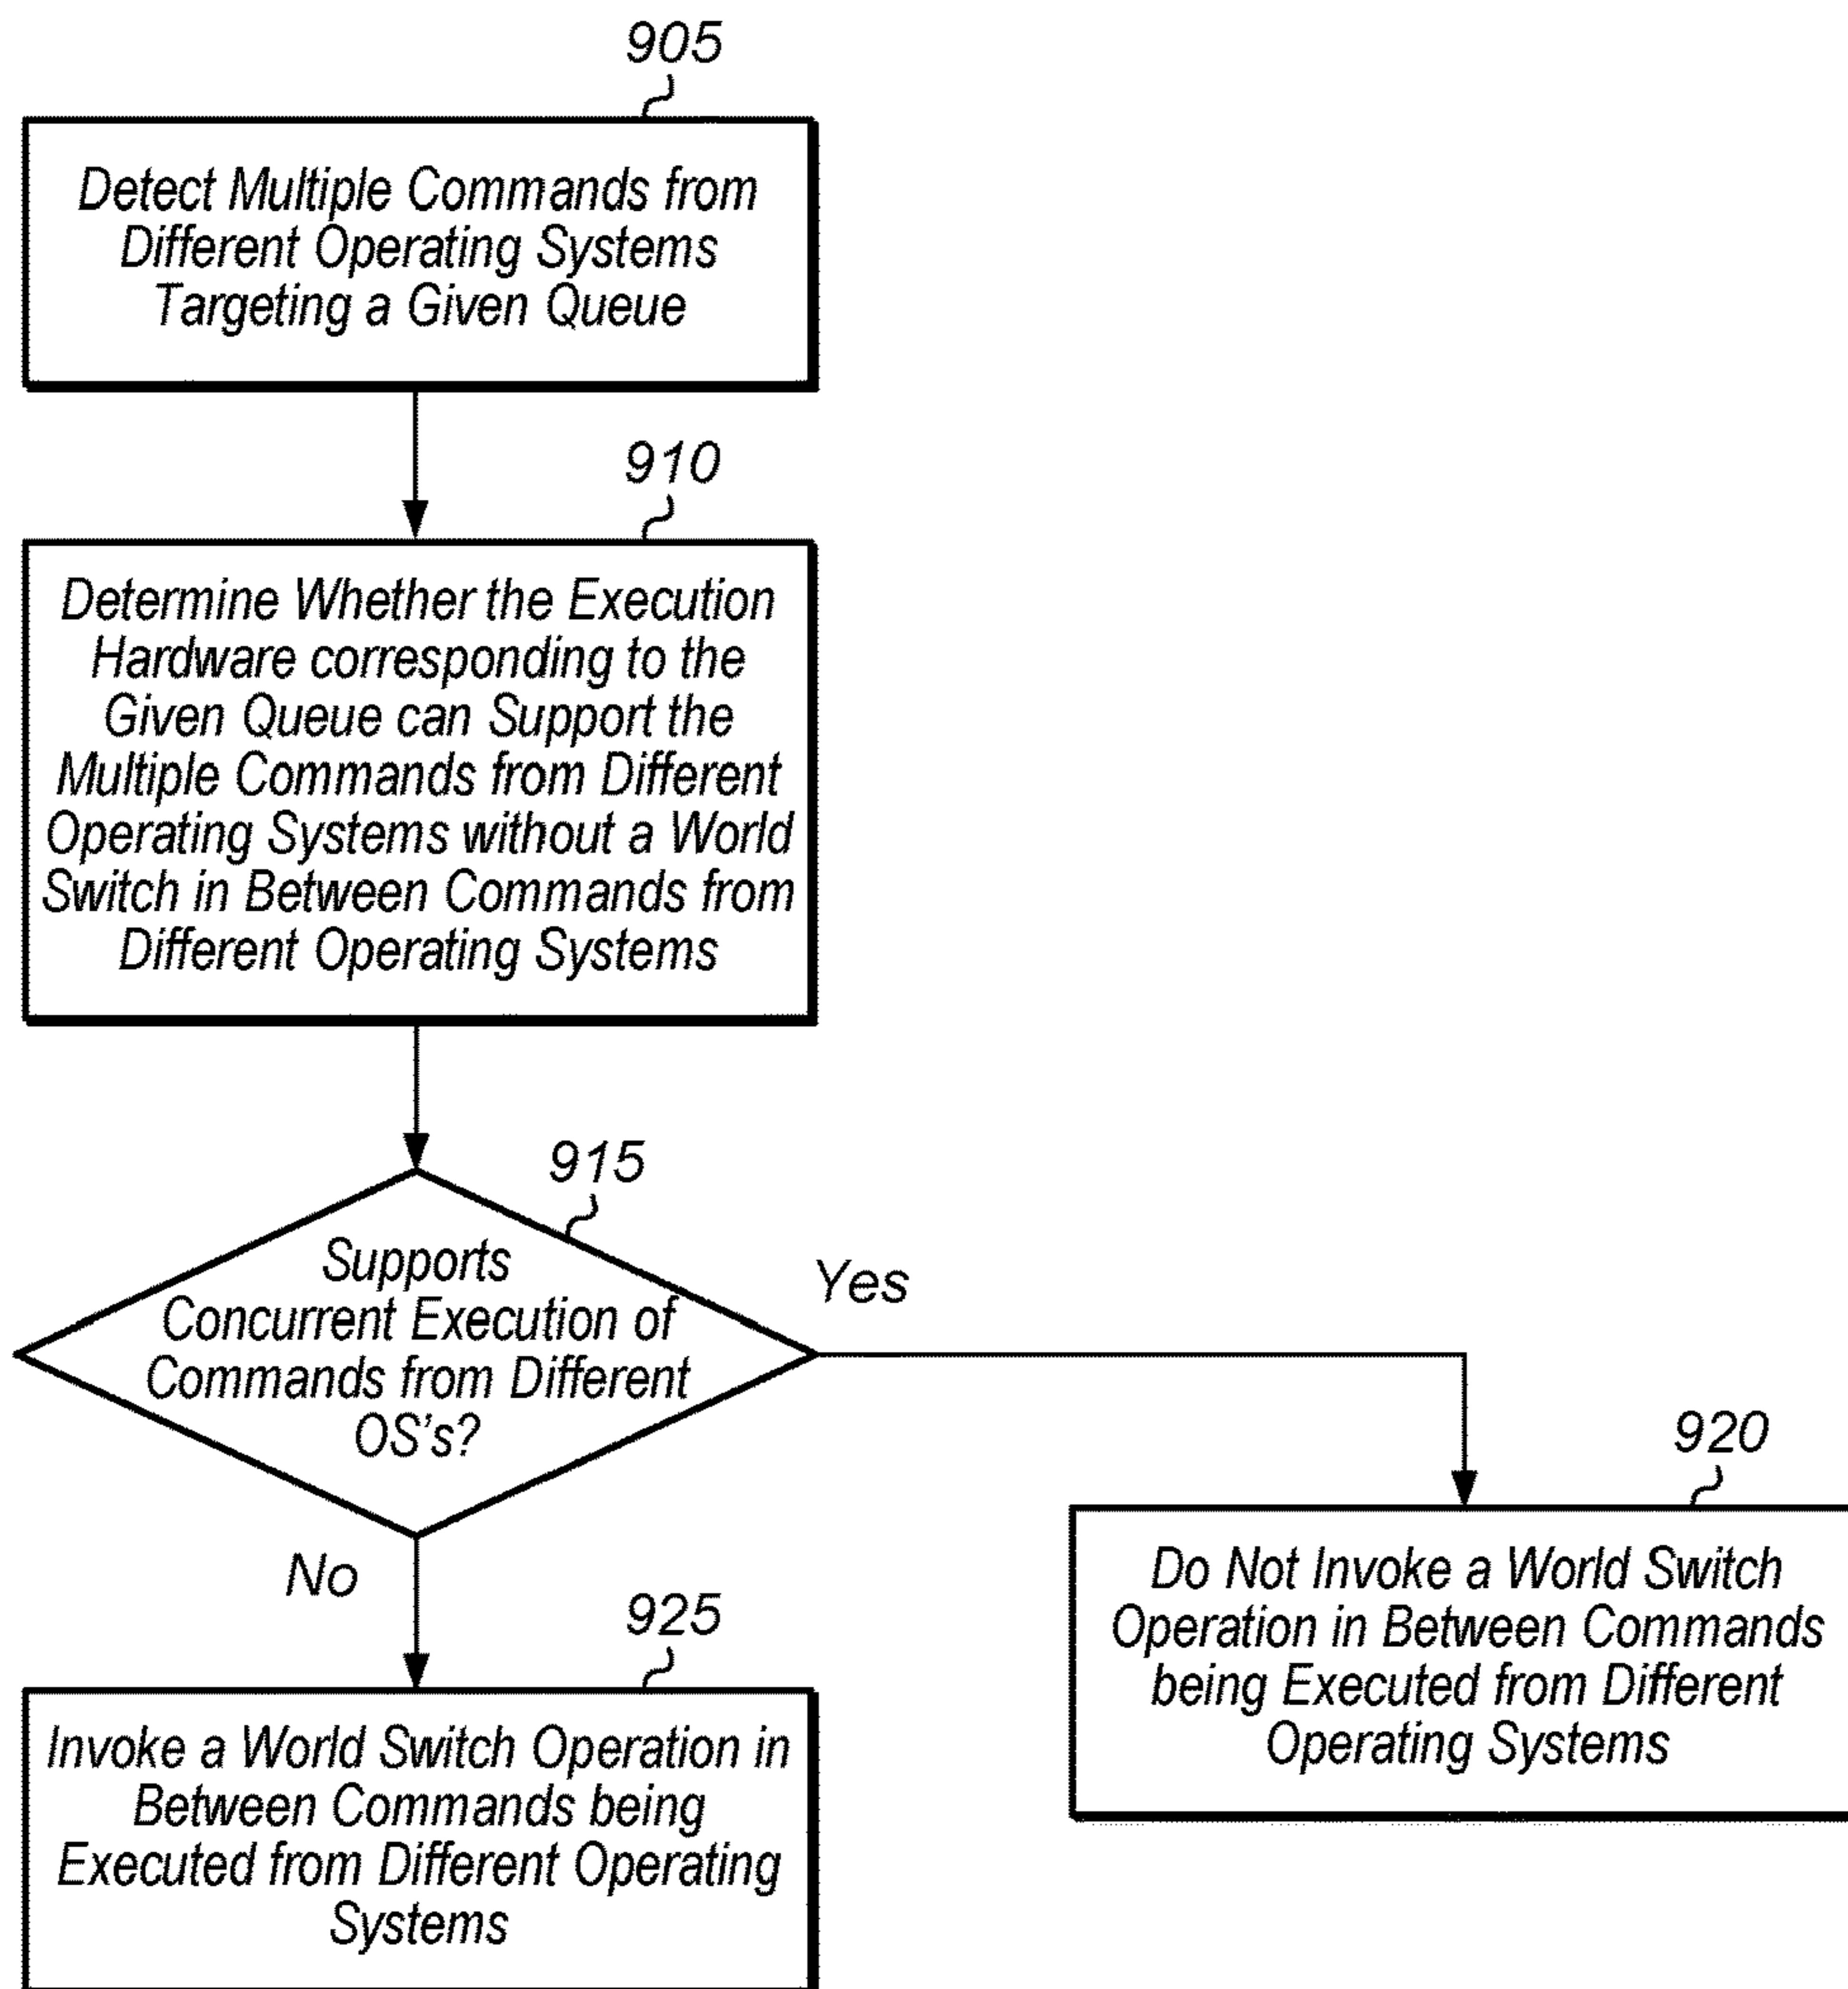 905
Detect Multiple Commands from
Different Operating Systems
Targeting a Given Queue
910
Determine Whether the Execution
Hardware corresponding to the
Given Queue can Support the
Multiple Commands from Different
Operating Systems without a World
Switch in Between Commands from
Different Operating Systems
915
Supports
Concurrent Execution of
Commands from Different
OS's?
Yes
920
Do Not Invoke a World Switch
Operation in Between Commands
being Executed from Different
Operating Systems
No
925
Invoke a World Switch Operation in
Between Commands being
Executed from Different Operating
Systems